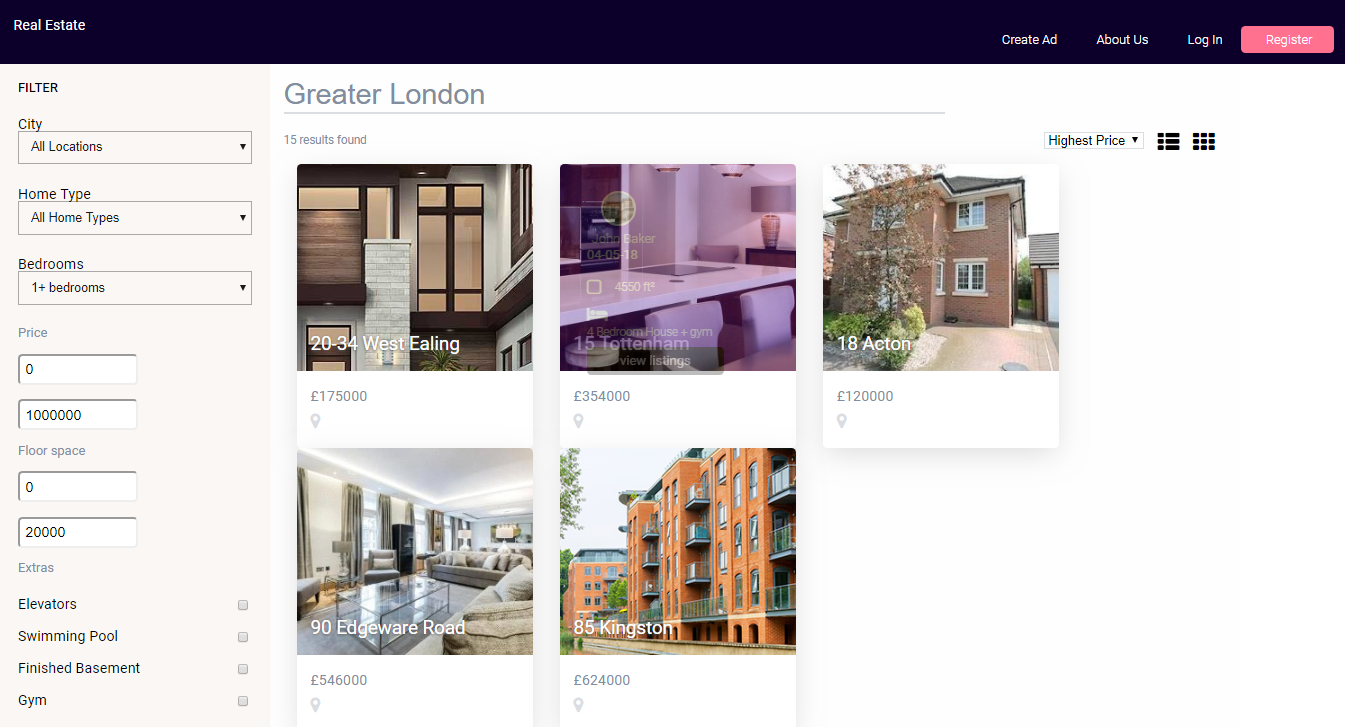 Real Estate
Create Ad
About Us
Log In
Register
FILTER
City
All Locations
Home Type
All Home Types
Bedrooms
1+ bedrooms
Price
0
1000000
Floor space
0
20000
Extras
Elevators
Swimming Pool
Finished Basement
Gym
Greater London
15 results found
Highest Price
20-34 West Ealing
£175000
John Baker
04-05-18
4550 ft²
4 Bedroom House + gym
15 Tottenham
view listings
£354000
18 Acton
£120000
90 Edgeware Road
£546000
85 Kingston
£624000